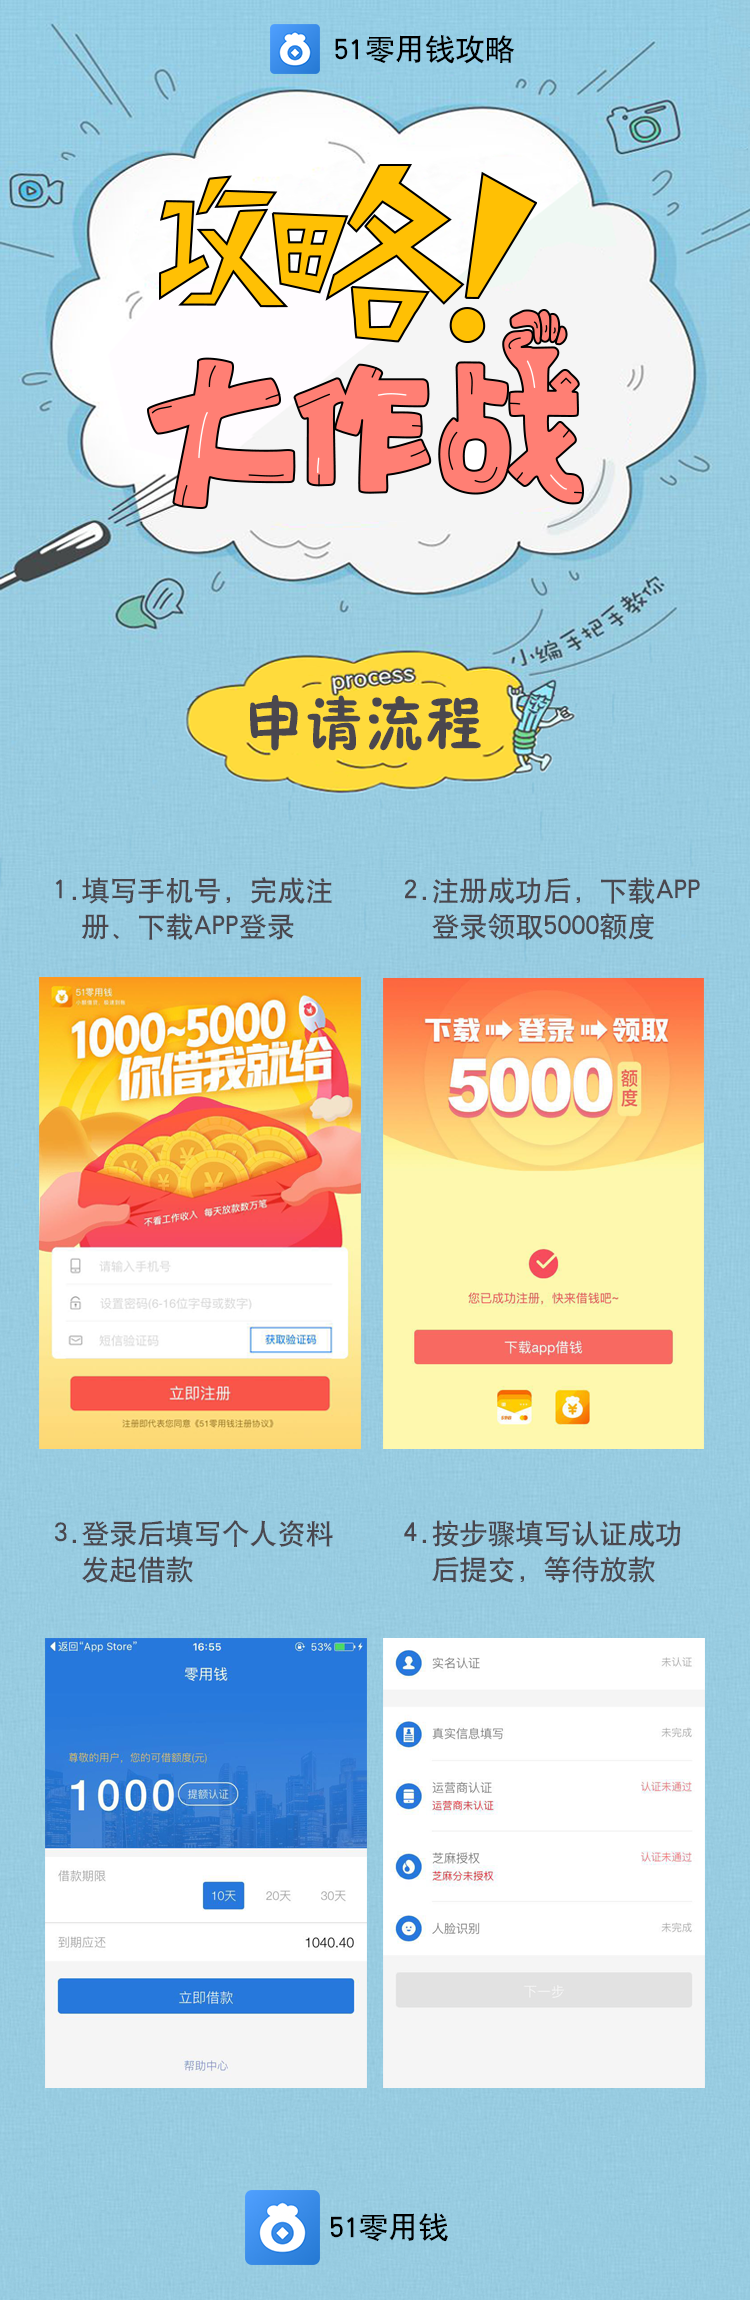 51零用钱攻略
攻略!
大作战
小编手把手教你
process
申请流程
1.填写手机号，完成注
册、下载APP登录
2.注册成功后，下载APP
登录领取5000额度
51零用钱
1000~5000
你借我就给
不看工作收入 每天放款数万笔
请输入手机号
设置密码(6-16位字母或数字)
短信验证码
获取验证码
立即注册
注册即代表您同意《51零用钱注册协议》
下载 登录 领取
5000额度
您已成功注册，快来借钱吧~
下载app借钱
3.登录后填写个人资料
发起借款
4.按步骤填写认证成功
后提交，等待放款
返回“App Store”
16:55
53%
零用钱
尊敬的用户，您的可借额度(元)
1000
提额认证
借款期限
10天
20天
30天
到期应还
1040.40
立即借款
帮助中心
实名认证
未认证
真实信息填写
未完成
运营商认证
认证未通过
运营商未认证
芝麻授权
认证未通过
芝麻分未授权
人脸识别
未完成
下一步
51零用钱